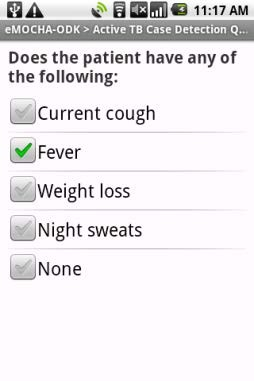 11:17 AM
eMOCHA-ODK > Active TB Case Detection Q...
Does the patient have any of
the following:
Current cough
Fever
Weight loss
Night sweats
None